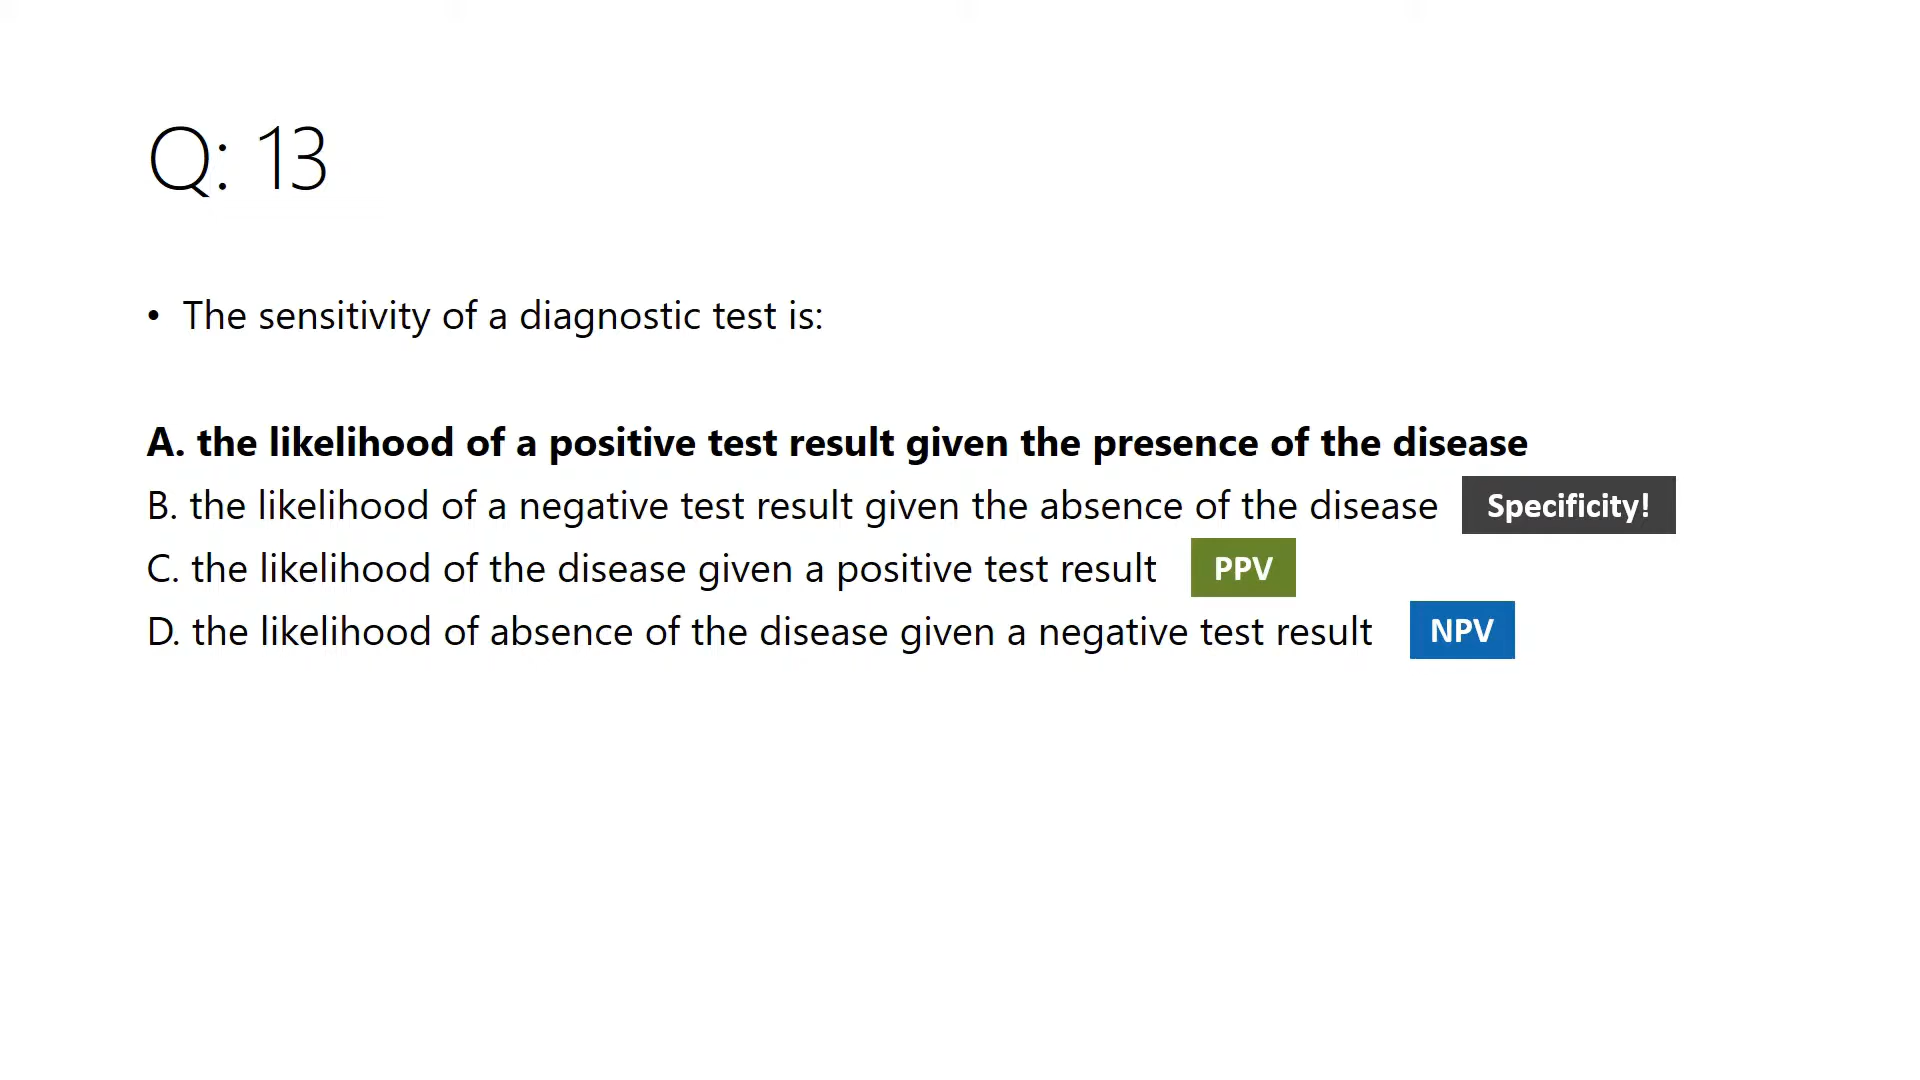 Q: 13
• The sensitivity of a diagnostic test is:
A. the likelihood of a positive test result given the presence of the disease
B. the likelihood of a negative test result given the absence of the disease Specificity!
C. the likelihood of the disease given a positive test result PPV
D. the likelihood of absence of the disease given a negative test result NPV